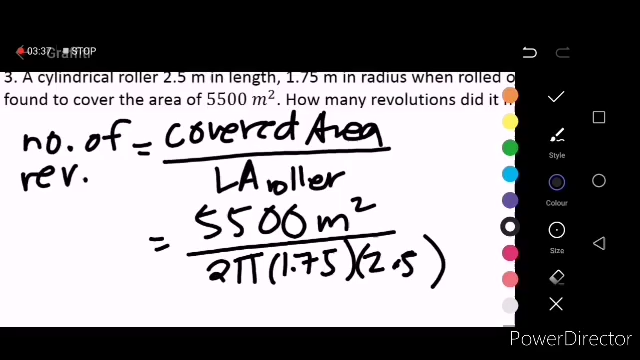 03:37 STOP
3. A cylindrical roller 2.5 m in length, 1.75 m in radius when rolled o
found to cover the area of 5500 m². How many revolutions did it
no. of = Covered Area
rev. LA roller
= 5500 m²
2π(1.75)(2.5)
Style
Colour
Size
PowerDirector